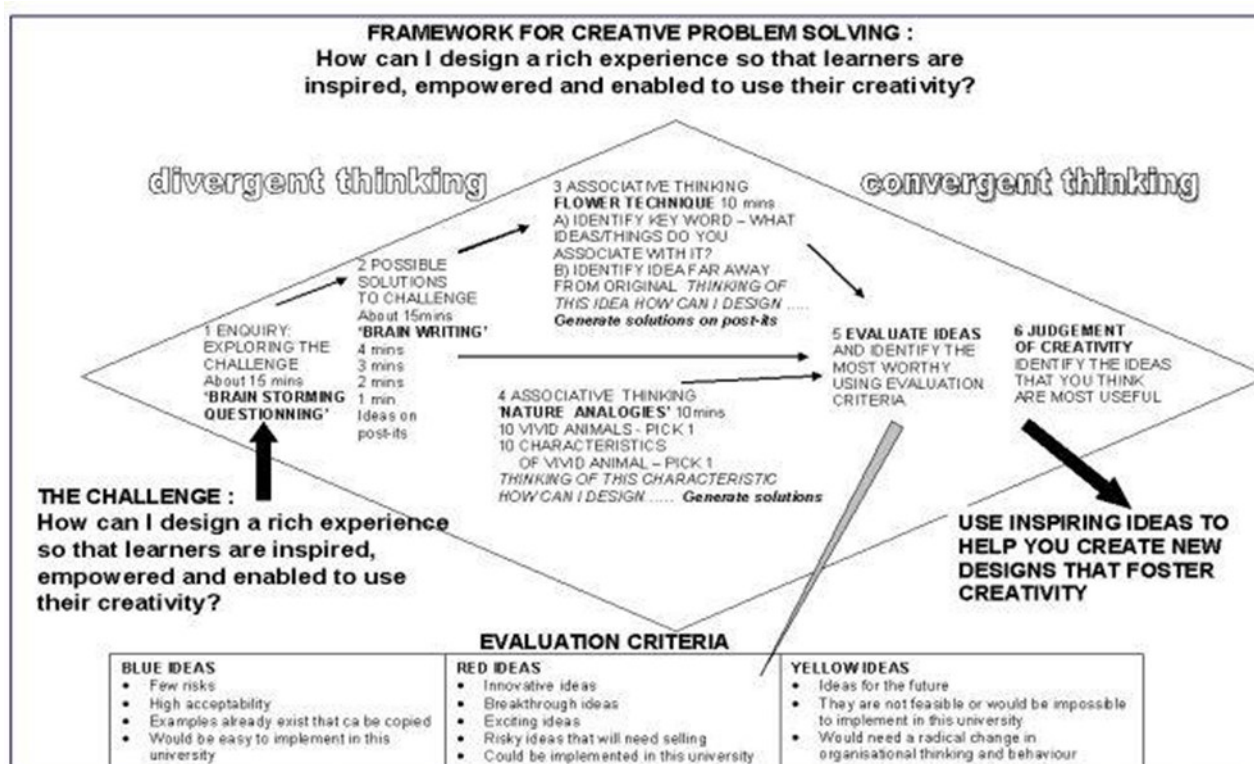 FRAMEWORK FOR CREATIVE PROBLEM SOLVING :
How can I design a rich experience so that learners are
inspired, empowered and enabled to use their creativity?
divergent thinking
convergent thinking
1 ENQUIRY:
EXPLORING THE
CHALLENGE
About 15 mins
'BRAIN STORMING
QUESTIONNING'
2 POSSIBLE
SOLUTIONS
TO CHALLENGE
About 15mins
'BRAIN WRITING'
4 mins
3 mins
2 mins
1 min
Ideas on
post-its
3 ASSOCIATIVE THINKING
FLOWER TECHNIQUE 10 mins
A) IDENTIFY KEY WORD – WHAT
IDEAS/THINGS DO YOU
ASSOCIATE WITH IT?
B) IDENTIFY IDEA FAR AWAY
FROM ORIGINAL THINKING OF
THIS IDEA HOW CAN I DESIGN .....
Generate solutions on post-its
4 ASSOCIATIVE THINKING
'NATURE ANALOGIES' 10mins
10 VIVID ANIMALS - PICK 1
10 CHARACTERISTICS
OF VIVID ANIMAL – PICK 1
THINKING OF THIS CHARACTERISTIC
HOW CAN I DESIGN ..... Generate solutions
5 EVALUATE IDEAS
AND IDENTIFY THE
MOST WORTHY
USING EVALUATION
CRITERIA
6 JUDGEMENT
OF CREATIVITY
IDENTIFY THE IDEAS
THAT YOU THINK
ARE MOST USEFUL
THE CHALLENGE :
How can I design a rich experience
so that learners are inspired,
empowered and enabled to use
their creativity?
USE INSPIRING IDEAS TO
HELP YOU CREATE NEW
DESIGNS THAT FOSTER
CREATIVITY
EVALUATION CRITERIA
BLUE IDEAS
• Few risks
• High acceptability
• Examples already exist that ca be copied
• Would be easy to implement in this
university
RED IDEAS
• Innovative ideas
• Breakthrough ideas
• Exciting ideas
• Risky ideas that will need selling
• Could be implemented in this university
YELLOW IDEAS
• Ideas for the future
• They are not feasible or would be impossible
to implement in this university
• Would need a radical change in
organisational thinking and behaviour